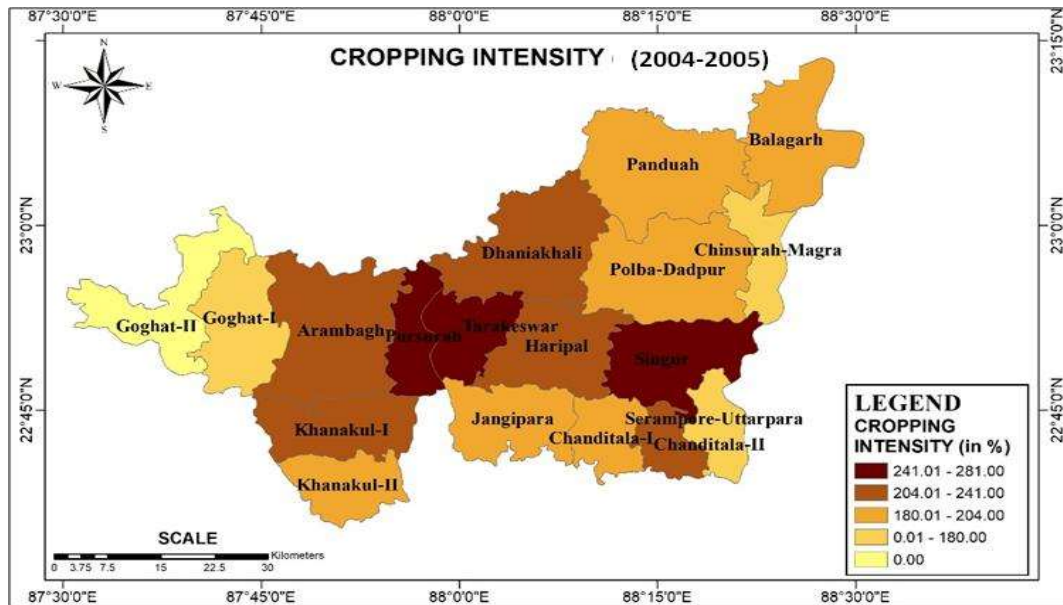 87°30'0"E 87°45'0"E 88°0'0"E 88°15'0"E 88°30'0"E
CROPPING INTENSITY (2004-2005)
N
W E
S
23°15'0"N
23°0'0"N
22°45'0"N
23°15'0"N
23°0'0"N
22°45'0"N
Balagarh
Panduah
Chinsurah-Magra
Dhaniakhali
Polba-Dadpur
Goghat-II
Goghat-I
Arambagh
Pursurah
Tarakeswar
Haripal
Singur
Khanakul-I
Jangipara
Chanditala-I
Serampore-Uttarpara
Chanditala-II
Khanakul-II
LEGEND
CROPPING
INTENSITY (in %)
241.01 - 281.00
204.01 - 241.00
180.01 - 204.00
0.01 - 180.00
0.00
SCALE
Kilometers
0 3.75 7.5 15 22.5 30
87°30'0"E 87°45'0"E 88°0'0"E 88°15'0"E 88°30'0"E